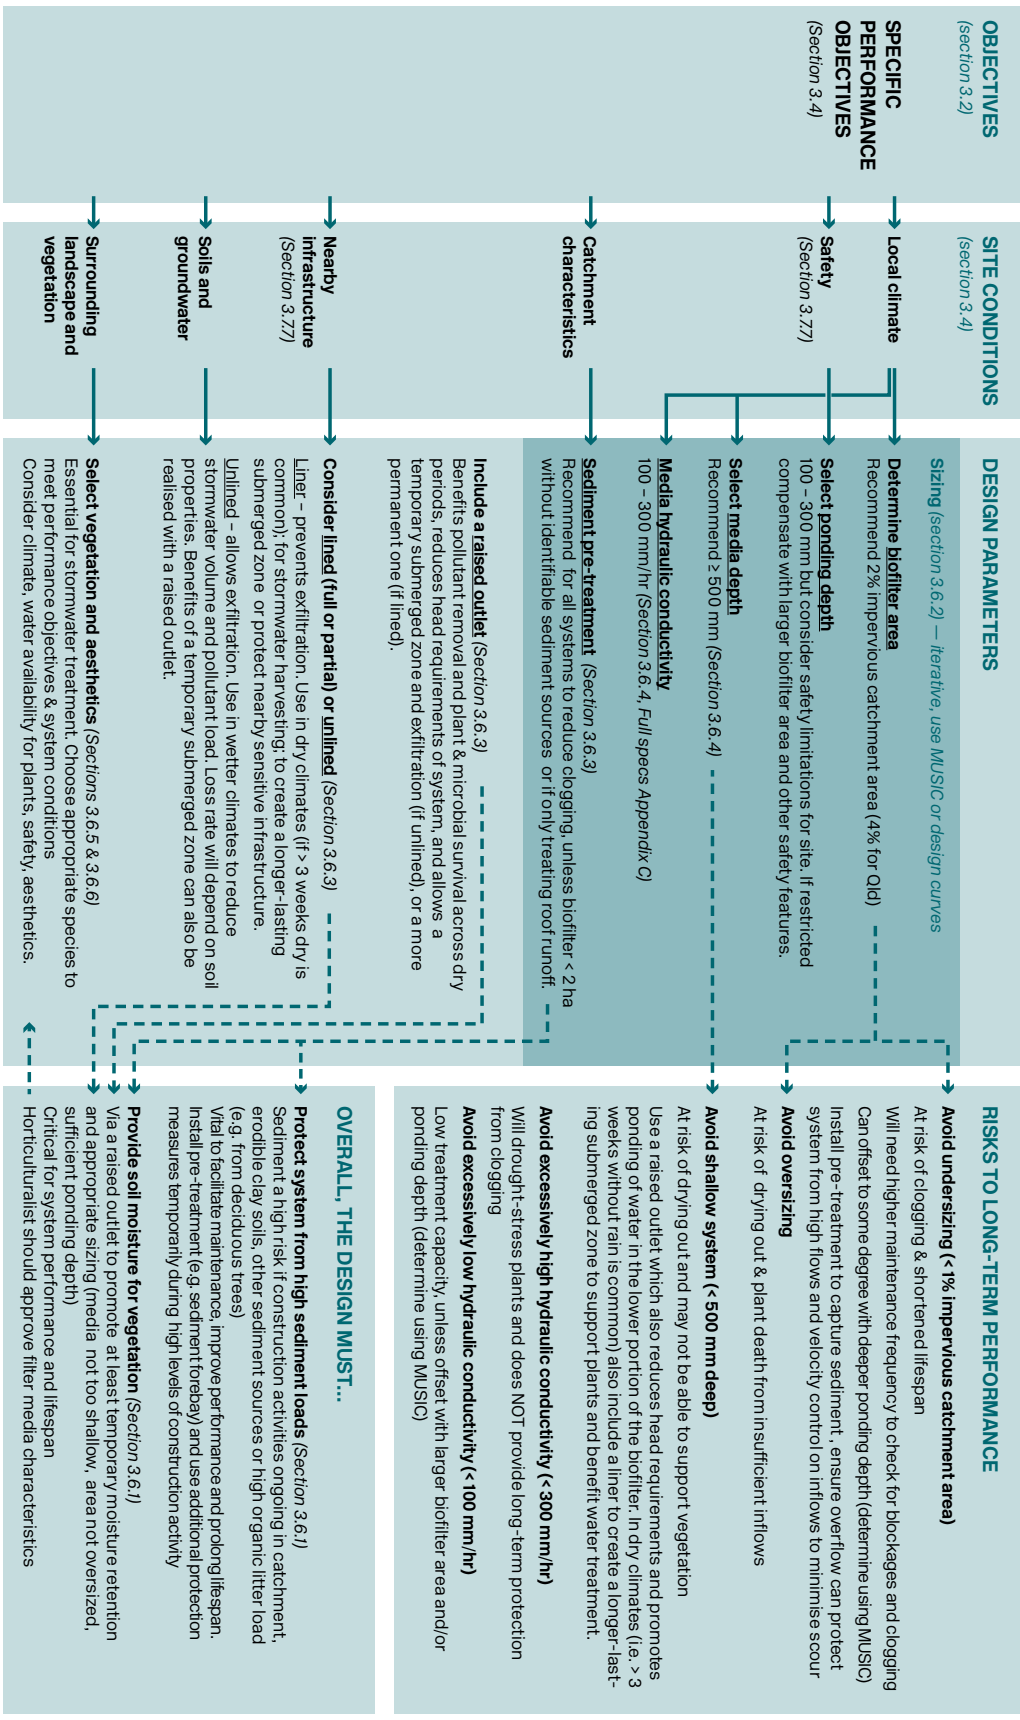 OBJECTIVES
(section 3.2)
SPECIFIC
PERFORMANCE
OBJECTIVES
(Section 3.4)
SITE CONDITIONS
(section 3.4)
Local climate
Safety
(Section 3.7.7)
Catchment
characteristics
Nearby
infrastructure
(Section 3.7.7)
Soils and
groundwater
Surrounding
landscape and
vegetation
DESIGN PARAMETERS
Sizing (section 3.6.2) — iterative, use MUSIC or design curves
Determine biofilter area
Recommend 2% impervious catchment area (4% for Qld)
Select ponding depth
100 – 300 mm but consider safety limitations for site. If restricted
compensate with larger biofilter area and other safety features.
Select media depth
Recommend ≥ 500 mm (Section 3.6.4)
Media hydraulic conductivity
100 – 300 mm/hr (Section 3.6.4, Full specs Appendix C)
Sediment pre-treatment (Section 3.6.3)
Recommend for all systems to reduce clogging, unless biofilter < 2 ha
without identifiable sediment sources or if only treating roof runoff.
Include a raised outlet (Section 3.6.3)
Benefits pollutant removal and plant & microbial survival across dry
periods, reduces head requirements of system, and allows a
temporary submerged zone and exfiltration (if unlined), or a more
permanent one (if lined).
Consider lined (full or partial) or unlined (Section 3.6.3)
Liner – prevents exfiltration. Use in dry climates (if > 3 weeks dry is
common); for stormwater harvesting; to create a longer-lasting
submerged zone or protect nearby sensitive infrastructure.
Unlined – allows exfiltration. Use in wetter climates to reduce
stormwater volume and pollutant load. Loss rate will depend on soil
properties. Benefits of a temporary submerged zone can also be
realised with a raised outlet.
Select vegetation and aesthetics (Sections 3.6.5 & 3.6.6)
Essential for stormwater treatment. Choose appropriate species to
meet performance objectives & system conditions
Consider climate, water availability for plants, safety, aesthetics.
RISKS TO LONG-TERM PERFORMANCE
Avoid undersizing (< 1% impervious catchment area)
At risk of clogging & shortened lifespan
Will need higher maintenance frequency to check for blockages and clogging
Can offset to some degree with deeper ponding depth (determine using MUSIC)
Install pre-treatment to capture sediment , ensure overflow can protect
system from high flows and velocity control on inflows to minimise scour
Avoid oversizing
At risk of drying out & plant death from insufficient inflows
Avoid shallow system (< 500 mm deep)
At risk of drying out and may not be able to support vegetation
Use a raised outlet which also reduces head requirements and promotes
ponding of water in the lower portion of the biofilter. In dry climates (i.e. > 3
weeks without rain is common) also include a liner to create a longer-last-
ing submerged zone to support plants and benefit water treatment.
Avoid excessively high hydraulic conductivity (< 300 mm/hr)
Will drought-stress plants and does NOT provide long-term protection
from clogging
Avoid excessively low hydraulic conductivity (< 100 mm/hr)
Low treatment capacity, unless offset with larger biofilter area and/or
ponding depth (determine using MUSIC)
OVERALL, THE DESIGN MUST...
Protect system from high sediment loads (Section 3.6.1)
Sediment a high risk if construction activities ongoing in catchment,
erodible clay soils, other sediment sources or high organic litter load
(e.g. from deciduous trees)
Vital to facilitate maintenance, improve performance and prolong lifespan.
Install pre-treatment (e.g. sediment forebay) and use additional protection
measures temporarily during high levels of construction activity
Provide soil moisture for vegetation (Section 3.6.1)
Via a raised outlet to promote at least temporary moisture retention
and appropriate sizing (media not too shallow, area not oversized,
sufficient ponding depth)
Critical for system performance and lifespan
Horticulturalist should approve filter media characteristics